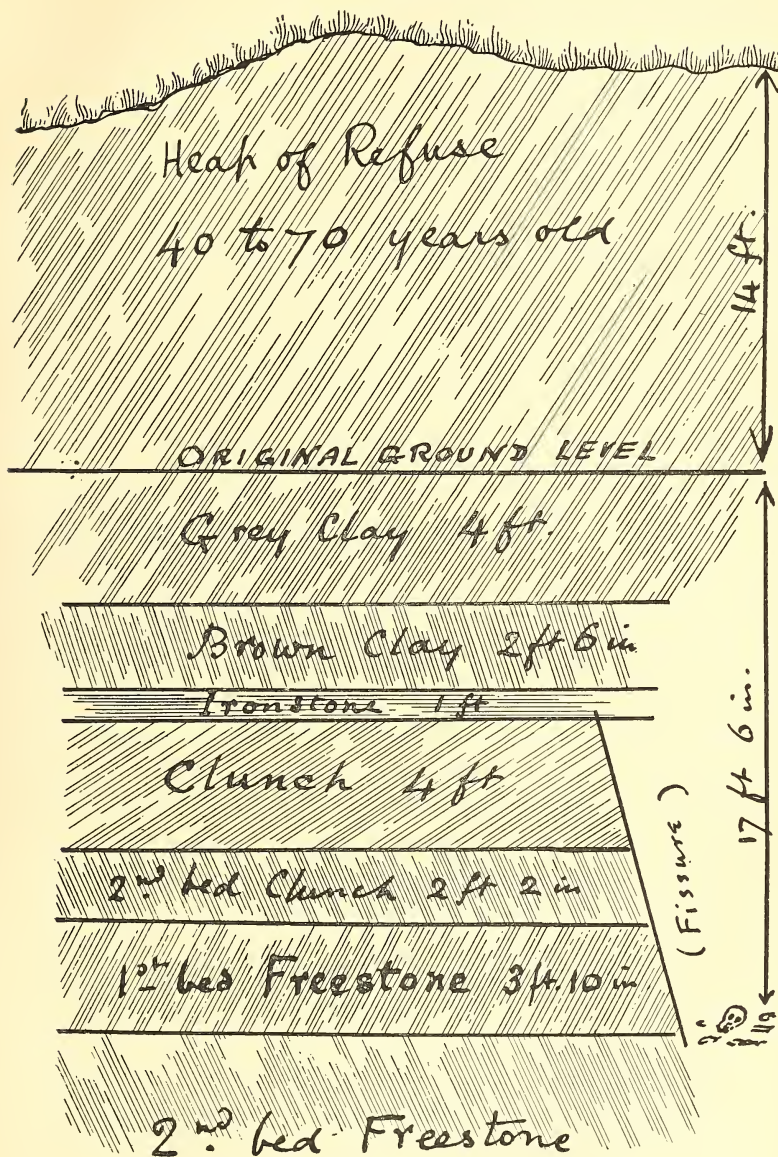 Heap of Refuse
40 to 70 years old
14 ft.
ORIGINAL GROUND LEVEL
Grey Clay 4 ft.
Brown Clay 2 ft 6 in
Ironstone 1 ft
Clunch 4 ft
2nd bed Clunch 2 ft 2 in
1st bed Freestone 3 ft. 10 in
2nd bed Freestone
(Fissure)
17 ft 6 in.